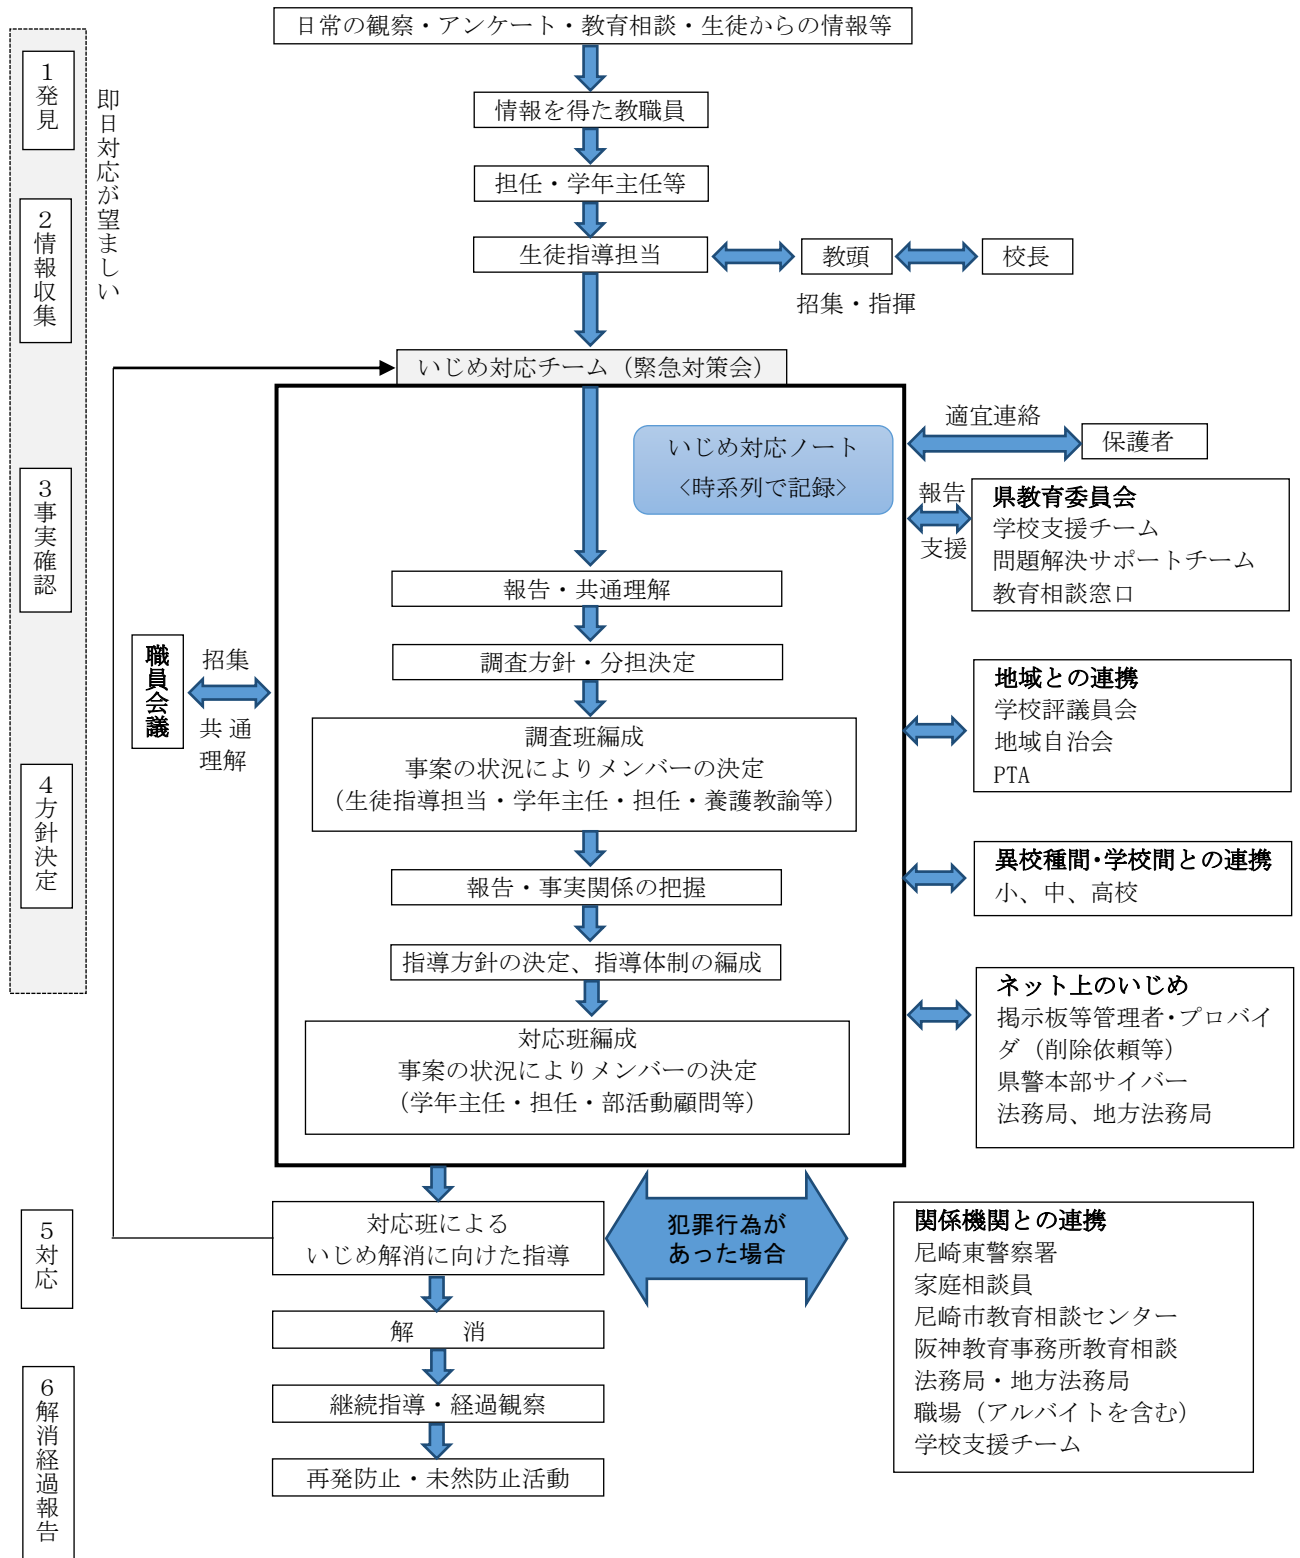 日常の観察・アンケート・教育相談・生徒からの情報等
1発見
即日対応が望ましい
情報を得た教職員
担任・学年主任等
2情報収集
生徒指導担当
教頭
校長
招集・指揮
いじめ対応チーム（緊急対策会）
いじめ対応ノート
<時系列で記録>
適宜連絡
保護者
3事実確認
報告
支援
県教育委員会
学校支援チーム
問題解決サポートチーム
教育相談窓口
報告・共通理解
職員会議
招集
共通
理解
調査方針・分担決定
地域との連携
学校評議員会
地域自治会
PTA
調査班編成
事案の状況によりメンバーの決定
（生徒指導担当・学年主任・担任・養護教諭等）
4方針決定
報告・事実関係の把握
異校種間・学校間との連携
小、中、高校
指導方針の決定、指導体制の編成
ネット上のいじめ
掲示板等管理者・プロバイ
ダ（削除依頼等）
県警本部サイバー
法務局、地方法務局
対応班編成
事案の状況によりメンバーの決定
（学年主任・担任・部活動顧問等）
5対応
対応班による
いじめ解消に向けた指導
犯罪行為が
あった場合
関係機関との連携
尼崎東警察署
家庭相談員
尼崎市教育相談センター
阪神教育事務所教育相談
法務局・地方法務局
職場（アルバイトを含む）
学校支援チーム
解　　消
6解消経過報告
継続指導・経過観察
再発防止・未然防止活動